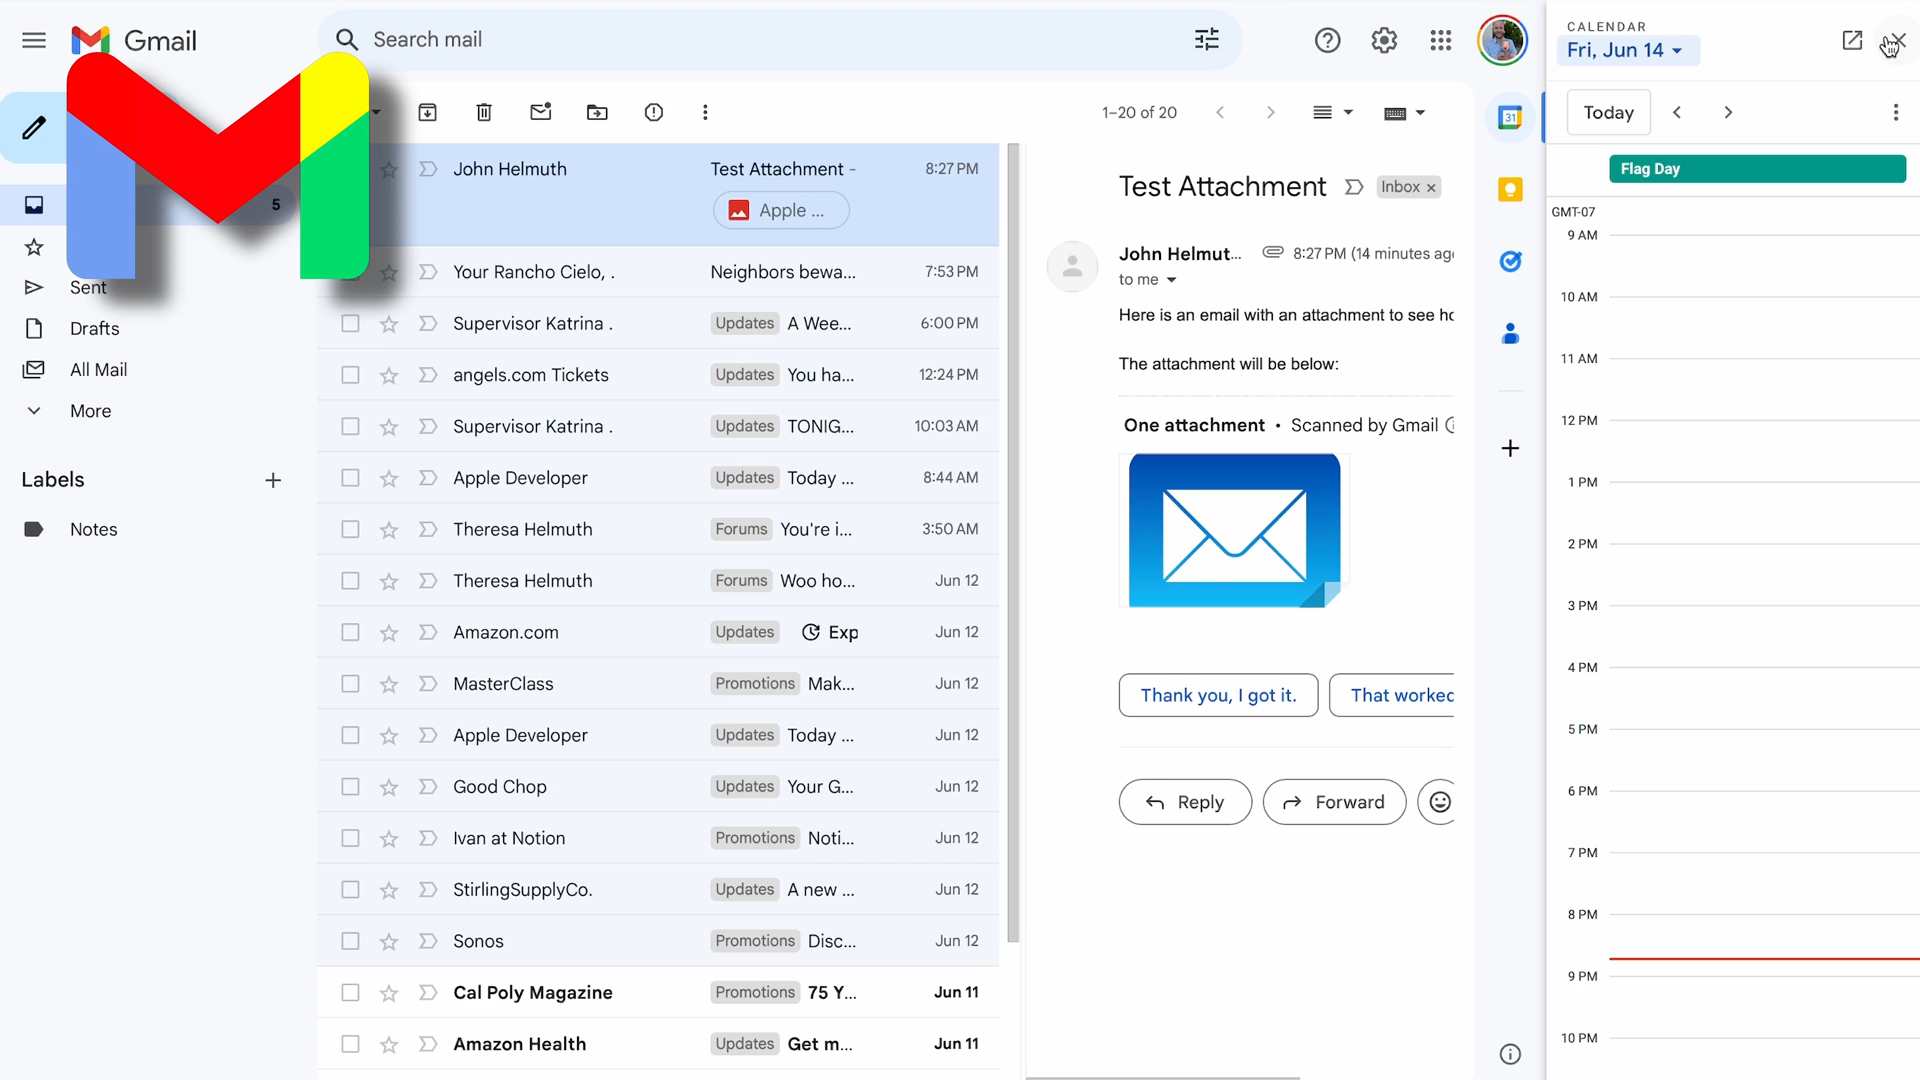 Gmail
Search mail
CALENDAR
Fri, Jun 14
1–20 of 20
Today
31
Flag Day
5
Sent
Drafts
All Mail
More
Labels
Notes
John Helmuth Test Attachment - 8:27 PM
Apple ...
Your Rancho Cielo, . Neighbors bewa... 7:53 PM
Supervisor Katrina . Updates A Wee... 6:00 PM
angels.com Tickets Updates You ha... 12:24 PM
Supervisor Katrina . Updates TONIG... 10:03 AM
Apple Developer Updates Today ... 8:44 AM
Theresa Helmuth Forums You're i... 3:50 AM
Theresa Helmuth Forums Woo ho... Jun 12
Amazon.com Updates Exp Jun 12
MasterClass Promotions Mak... Jun 12
Apple Developer Updates Today ... Jun 12
Good Chop Updates Your G... Jun 12
Ivan at Notion Promotions Noti... Jun 12
StirlingSupplyCo. Updates A new ... Jun 12
Sonos Promotions Disc... Jun 12
Cal Poly Magazine Promotions 75 Y... Jun 11
Amazon Health Updates Get m... Jun 11
Test Attachment Inbox ×
John Helmut... 8:27 PM (14 minutes ag
to me
Here is an email with an attachment to see h
The attachment will be below:
One attachment • Scanned by Gmail
Thank you, I got it. That worked
Reply Forward
GMT-07
9 AM
10 AM
11 AM
12 PM
1 PM
2 PM
3 PM
4 PM
5 PM
6 PM
7 PM
8 PM
9 PM
10 PM